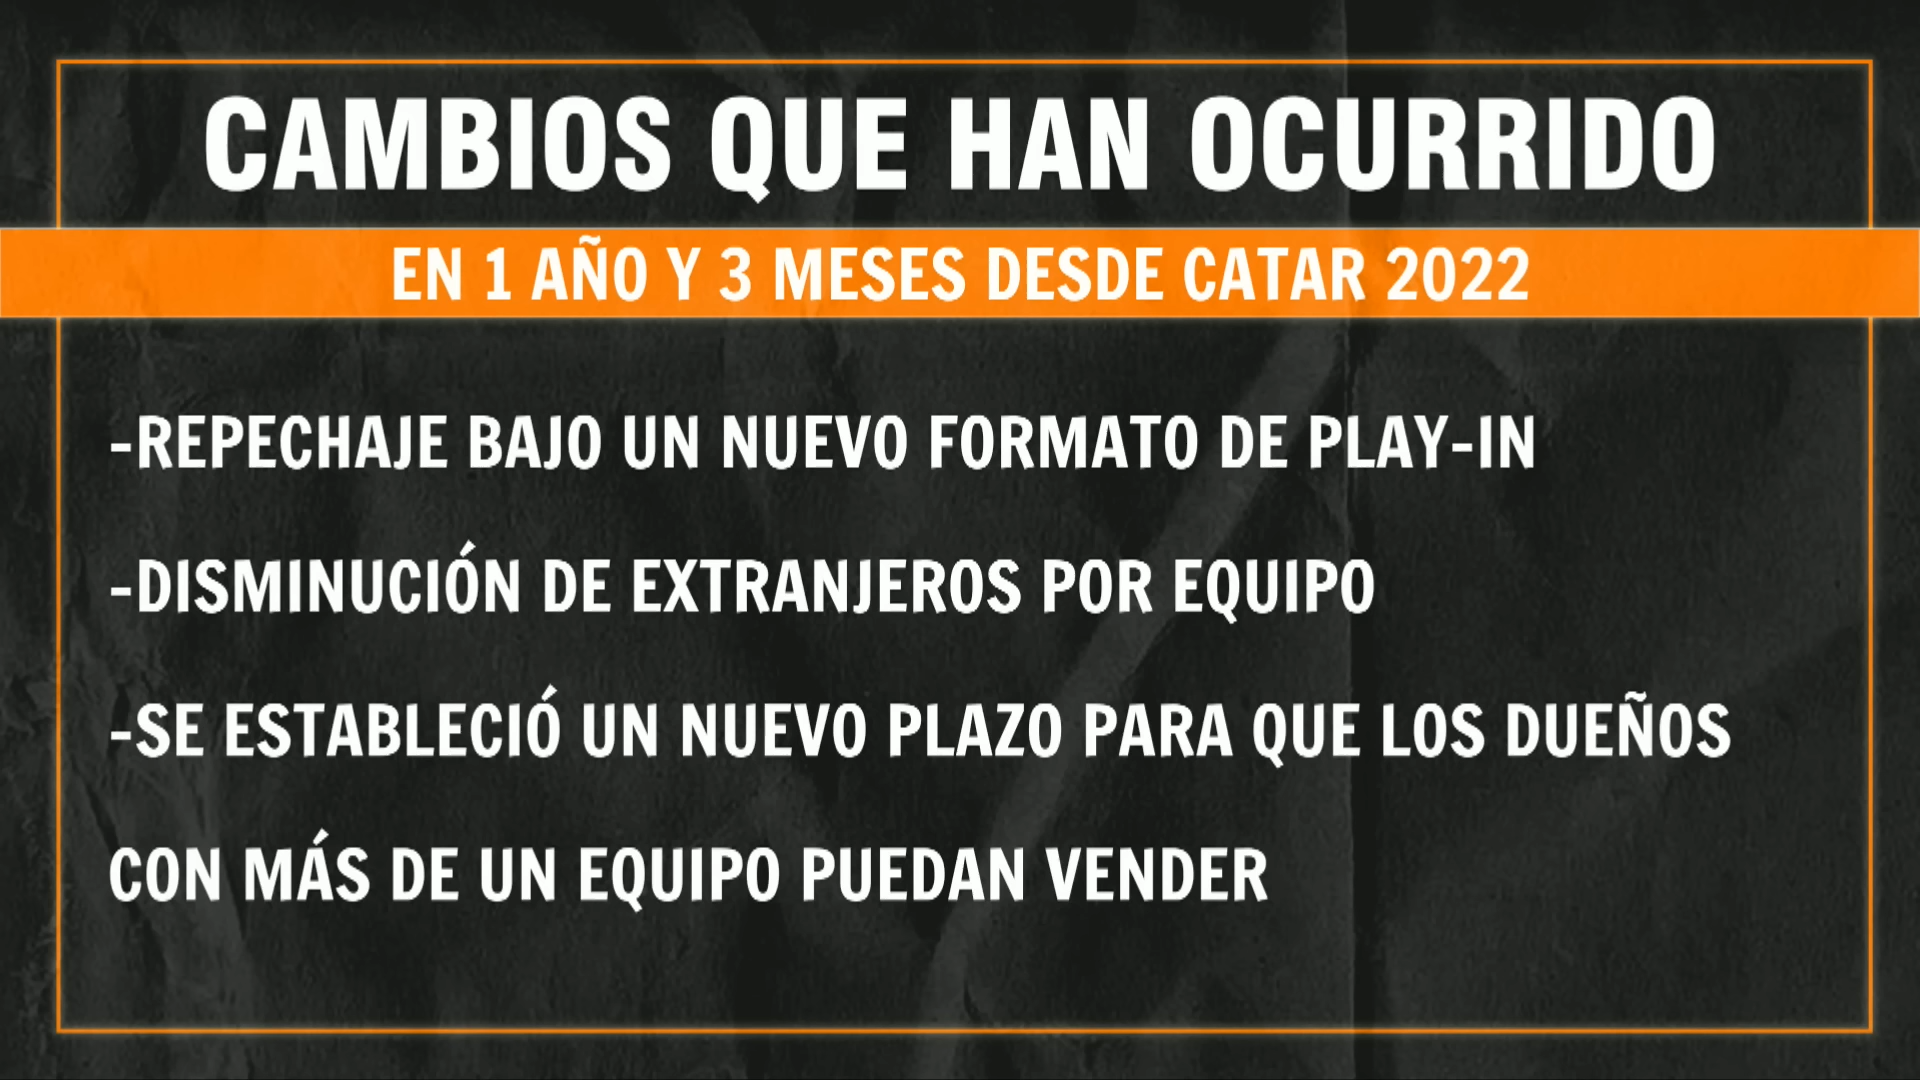 CAMBIOS QUE HAN OCURRIDO
EN 1 AÑO Y 3 MESES DESDE CATAR 2022
-REPECHAJE BAJO UN NUEVO FORMATO DE PLAY-IN
-DISMINUCIÓN DE EXTRANJEROS POR EQUIPO
-SE ESTABLECIÓ UN NUEVO PLAZO PARA QUE LOS DUEÑOS
CON MÁS DE UN EQUIPO PUEDAN VENDER